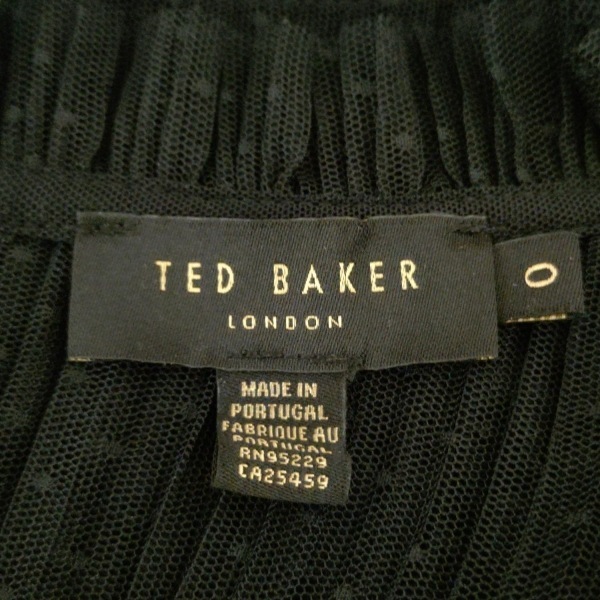 TED BAKER
LONDON
0
MADE IN
PORTUGAL
FABRIQUE AU
PORTUGAL
RN95229
CA25459